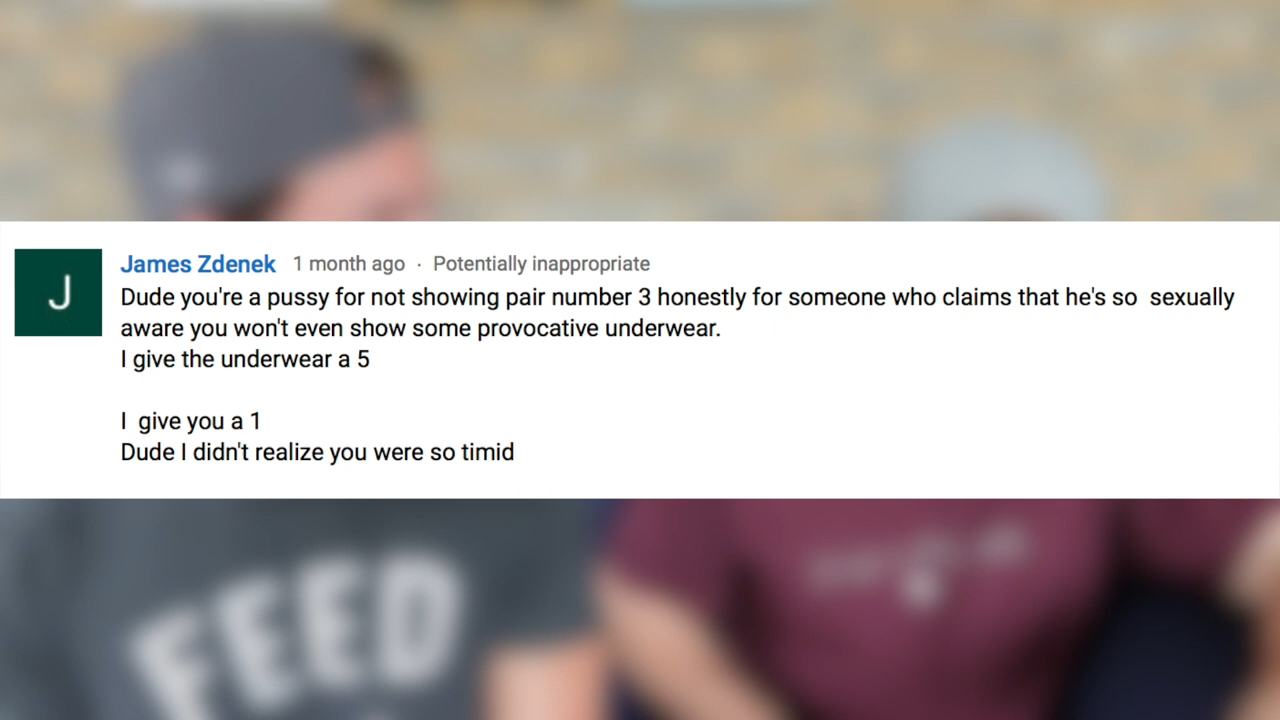 J
James Zdenek 1 month ago · Potentially inappropriate
Dude you're a pussy for not showing pair number 3 honestly for someone who claims that he's so  sexually
aware you won't even show some provocative underwear.
I give the underwear a 5
I  give you a 1
Dude I didn't realize you were so timid
FEED